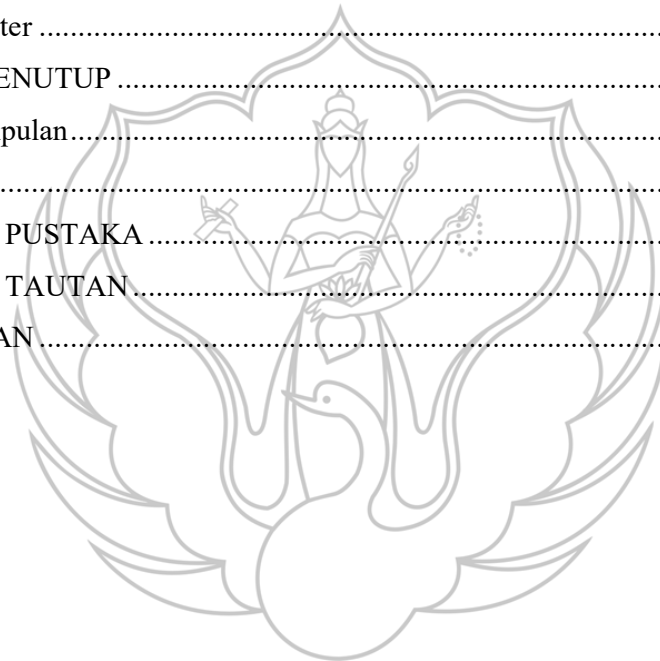 ter ....................................................................................
ENUTUP ........................................................................
pulan..............................................................................
..........................................................................................
PUSTAKA ....................................................................
TAUTAN ......................................................................
AN ....................................................................................